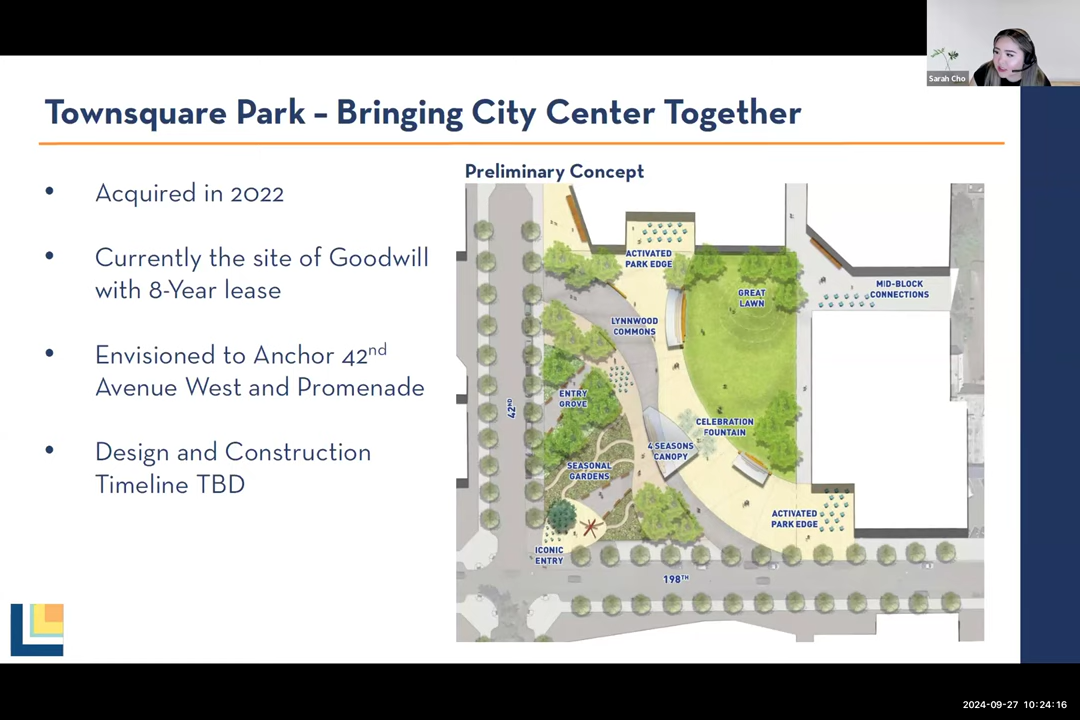 Sarah Cho
Townsquare Park – Bringing City Center Together
• Acquired in 2022
• Currently the site of Goodwill
with 8-Year lease
• Envisioned to Anchor 42nd
Avenue West and Promenade
• Design and Construction
Timeline TBD
Preliminary Concept
ACTIVATED
PARK EDGE
GREAT
LAWN
MID-BLOCK
CONNECTIONS
LYNNWOOD
COMMONS
ENTRY
GROVE
42ND
CELEBRATION
FOUNTAIN
4 SEASONS
CANOPY
SEASONAL
GARDENS
ACTIVATED
PARK EDGE
ICONIC
ENTRY
198TH
2024-09-27 10:24:16